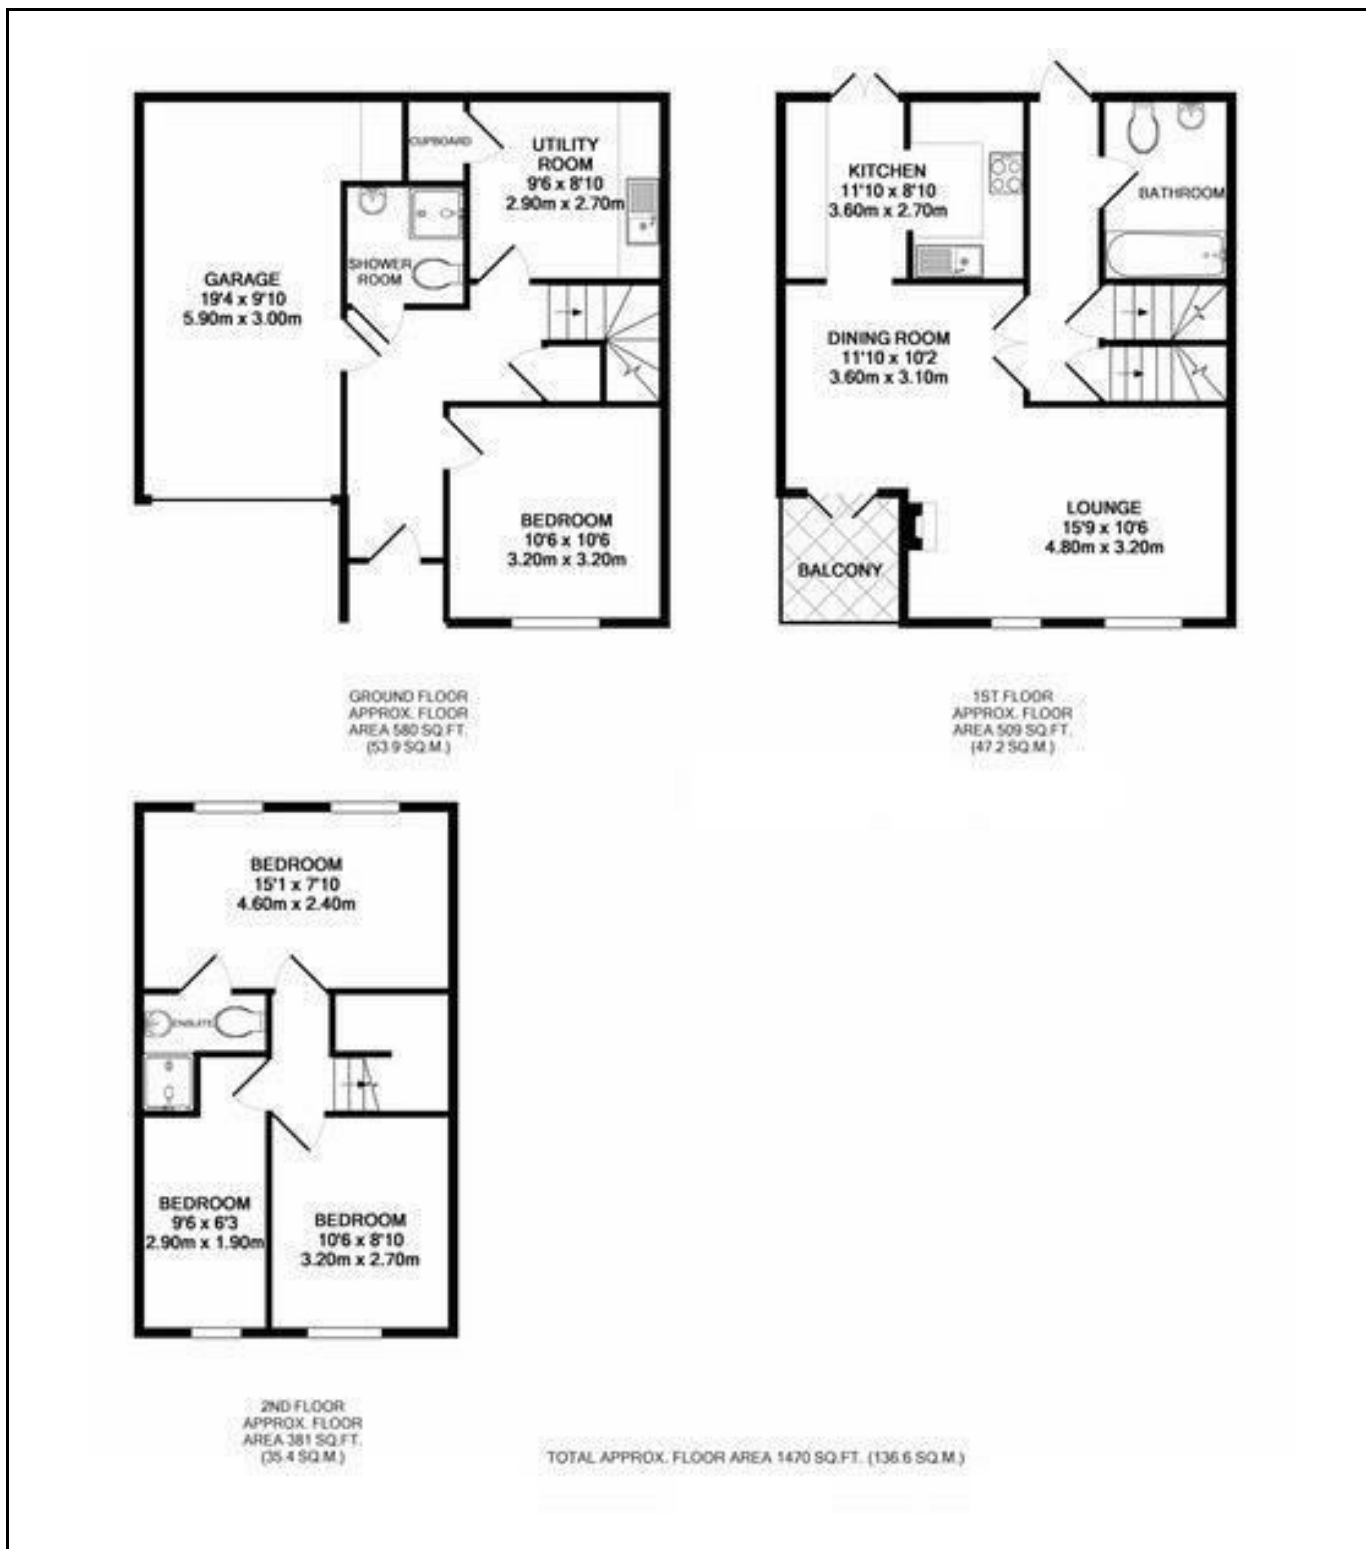 CUPBOARD
UTILITY
ROOM
9'6 x 8'10
2.90m x 2.70m
SHOWER
ROOM
GARAGE
19'4 x 9'10
5.90m x 3.00m
BEDROOM
10'6 x 10'6
3.20m x 3.20m
GROUND FLOOR
APPROX. FLOOR
AREA 580 SQ.FT.
(53.9 SQ.M.)
KITCHEN
11'10 x 8'10
3.60m x 2.70m
BATHROOM
DINING ROOM
11'10 x 10'2
3.60m x 3.10m
LOUNGE
15'9 x 10'6
4.80m x 3.20m
BALCONY
1ST FLOOR
APPROX. FLOOR
AREA 509 SQ.FT.
(47.2 SQ.M.)
BEDROOM
15'1 x 7'10
4.60m x 2.40m
ENSUITE
BEDROOM
9'6 x 6'3
2.90m x 1.90m
BEDROOM
10'6 x 8'10
3.20m x 2.70m
2ND FLOOR
APPROX. FLOOR
AREA 381 SQ.FT.
(35.4 SQ.M.)
TOTAL APPROX. FLOOR AREA 1470 SQ.FT. (136.6 SQ.M.)